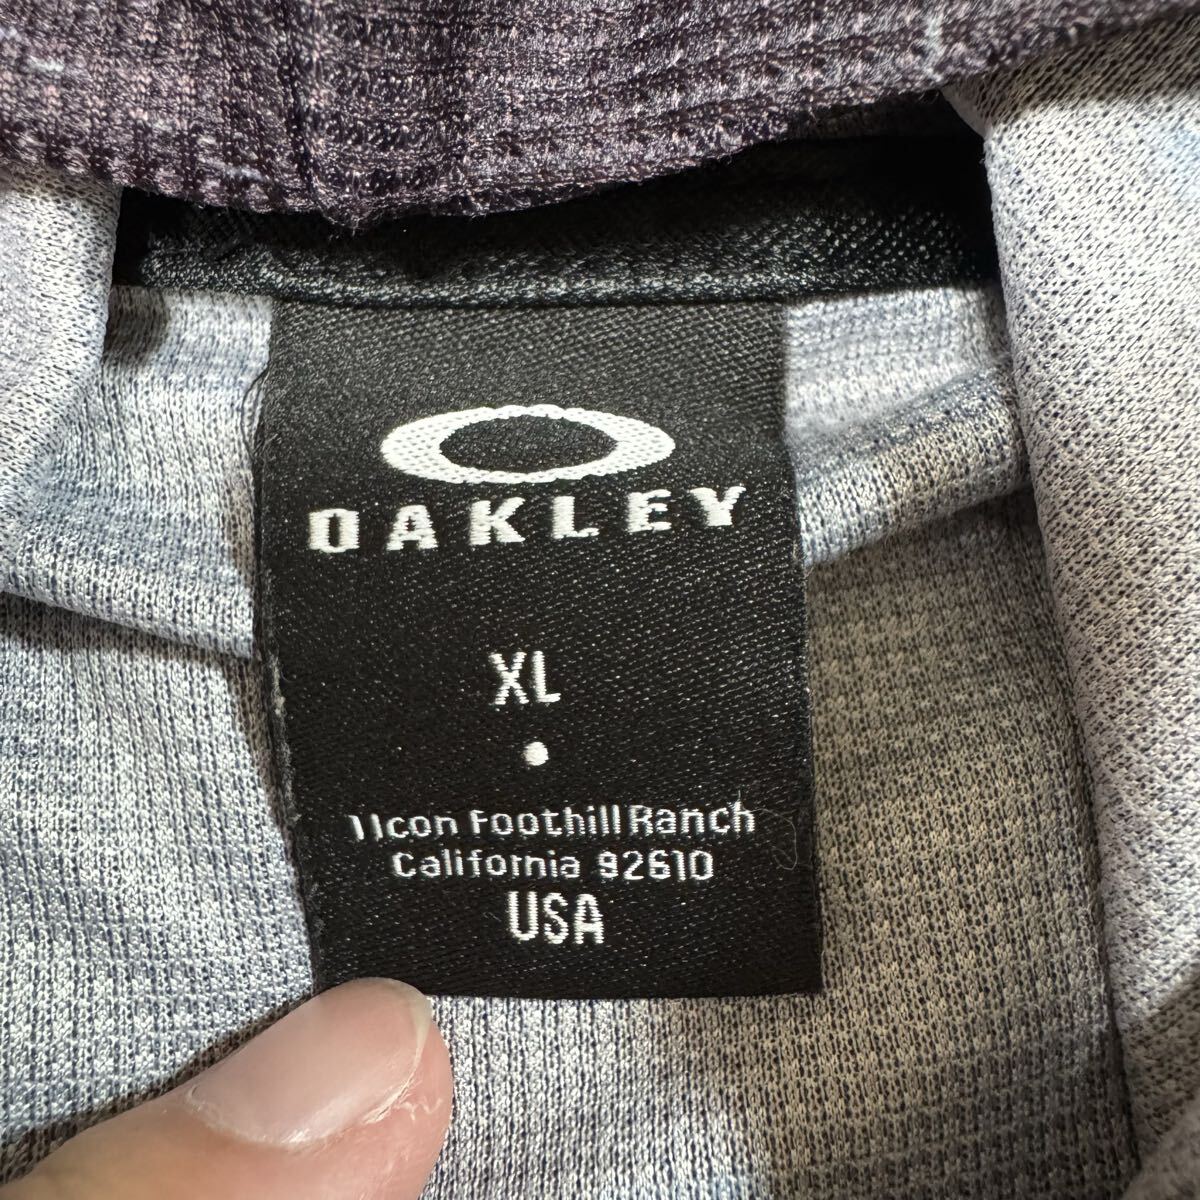 OAKLEY
XL
1 Icon Foothill Ranch
California 92610
USA